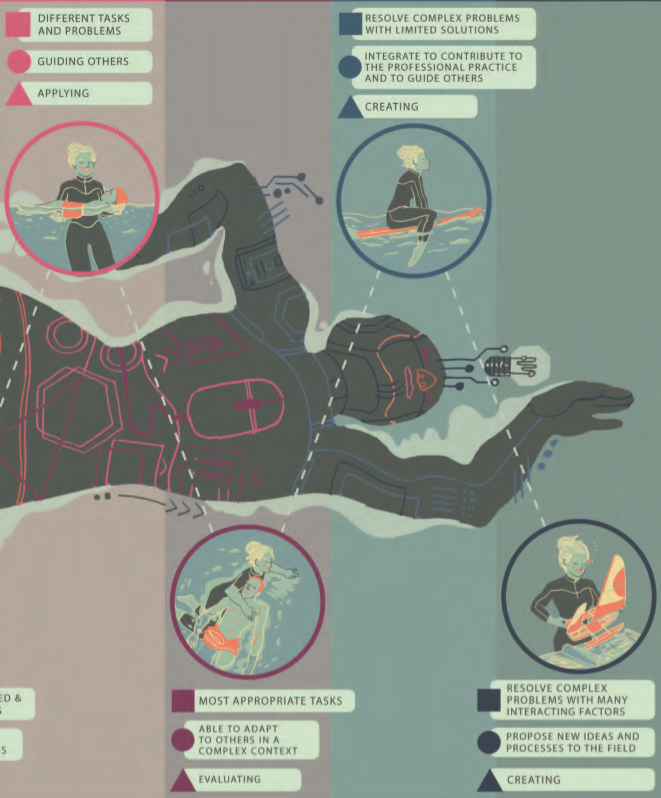 DIFFERENT TASKS
AND PROBLEMS
GUIDING OTHERS
APPLYING
RESOLVE COMPLEX PROBLEMS
WITH LIMITED SOLUTIONS
INTEGRATE TO CONTRIBUTE TO
THE PROFESSIONAL PRACTICE
AND TO GUIDE OTHERS
CREATING
ED &
S
S
MOST APPROPRIATE TASKS
ABLE TO ADAPT
TO OTHERS IN A
COMPLEX CONTEXT
EVALUATING
RESOLVE COMPLEX
PROBLEMS WITH MANY
INTERACTING FACTORS
PROPOSE NEW IDEAS AND
PROCESSES TO THE FIELD
CREATING